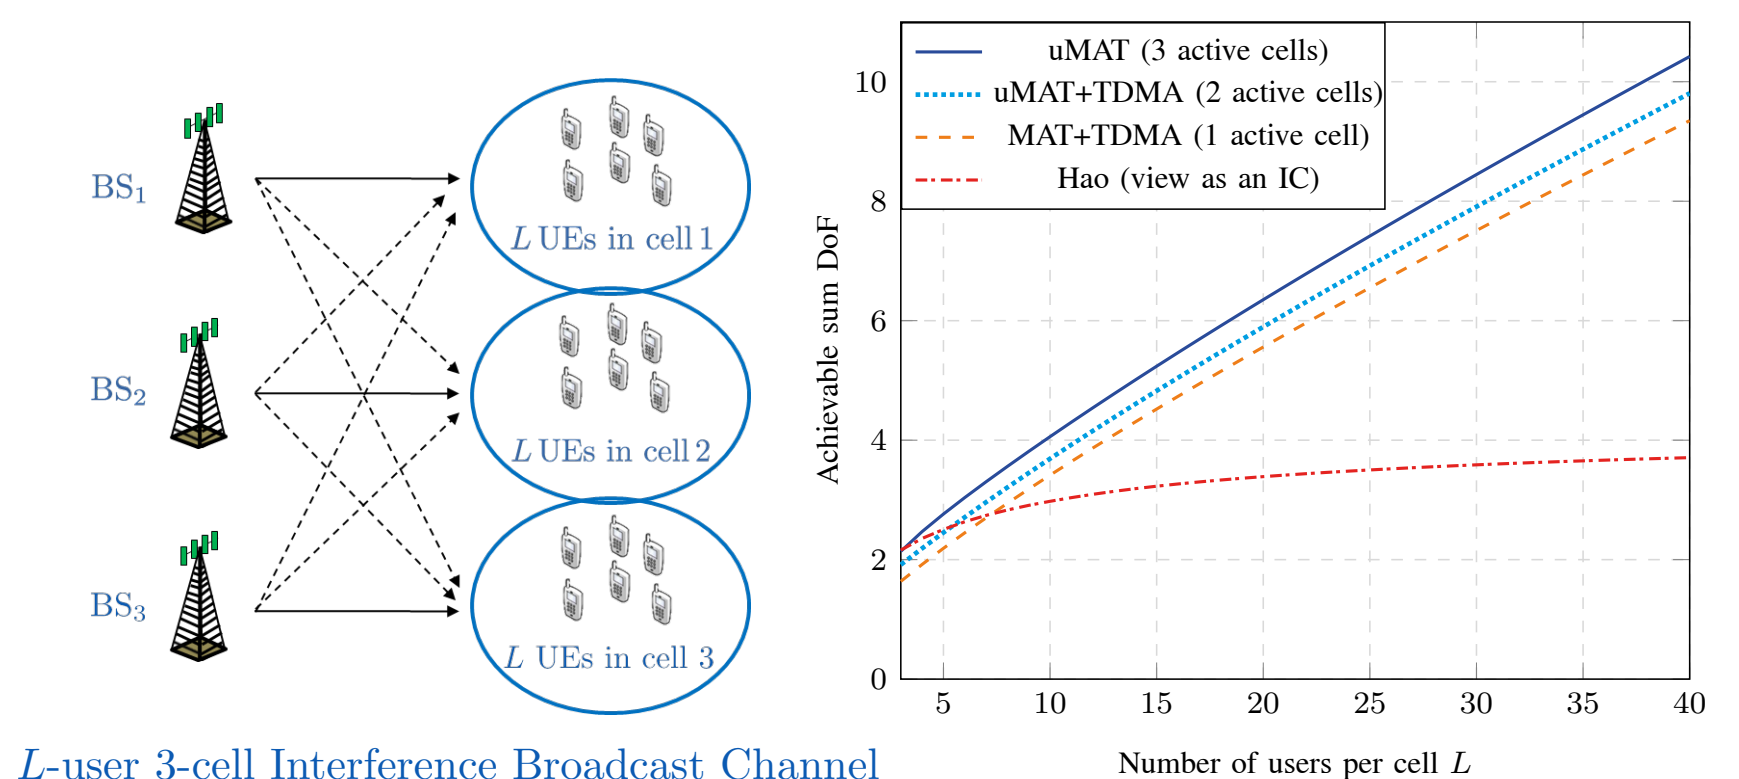 BS1
BS2
BS3
L UEs in cell 1
L UEs in cell 2
L UEs in cell 3
L-user 3-cell Interference Broadcast Channel
uMAT (3 active cells)
uMAT+TDMA (2 active cells)
MAT+TDMA (1 active cell)
Hao (view as an IC)
Achievable sum DoF
10
8
6
4
2
0
5 10 15 20 25 30 35 40
Number of users per cell L